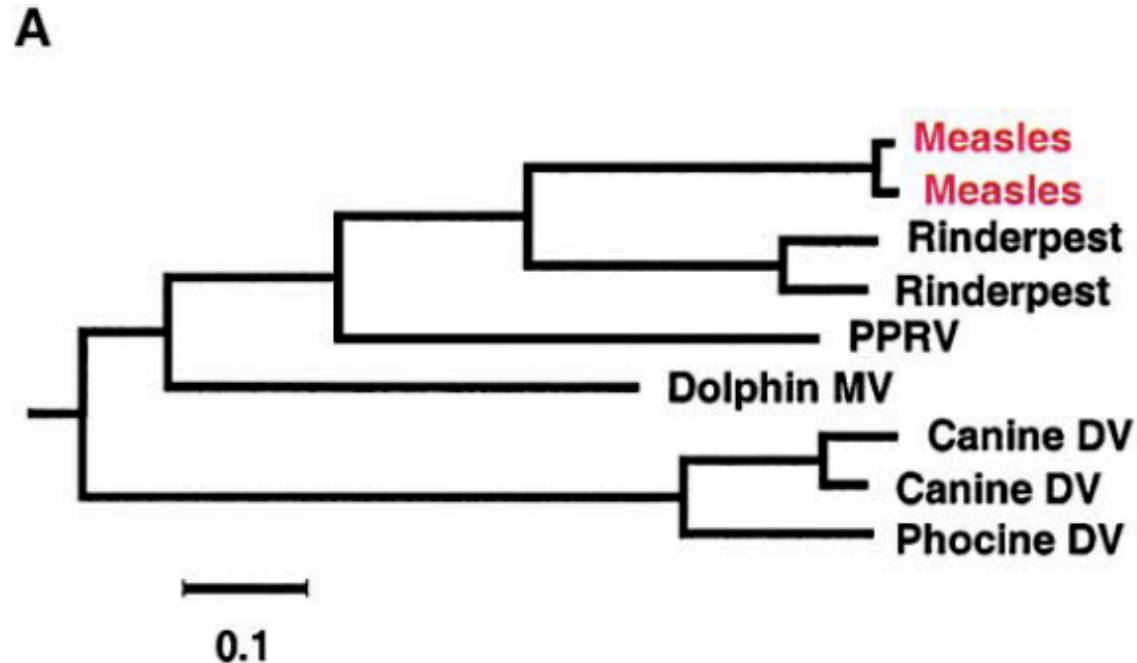 A
Measles
Measles
Rinderpest
Rinderpest
PPRV
Dolphin MV
Canine DV
Canine DV
Phocine DV
0.1